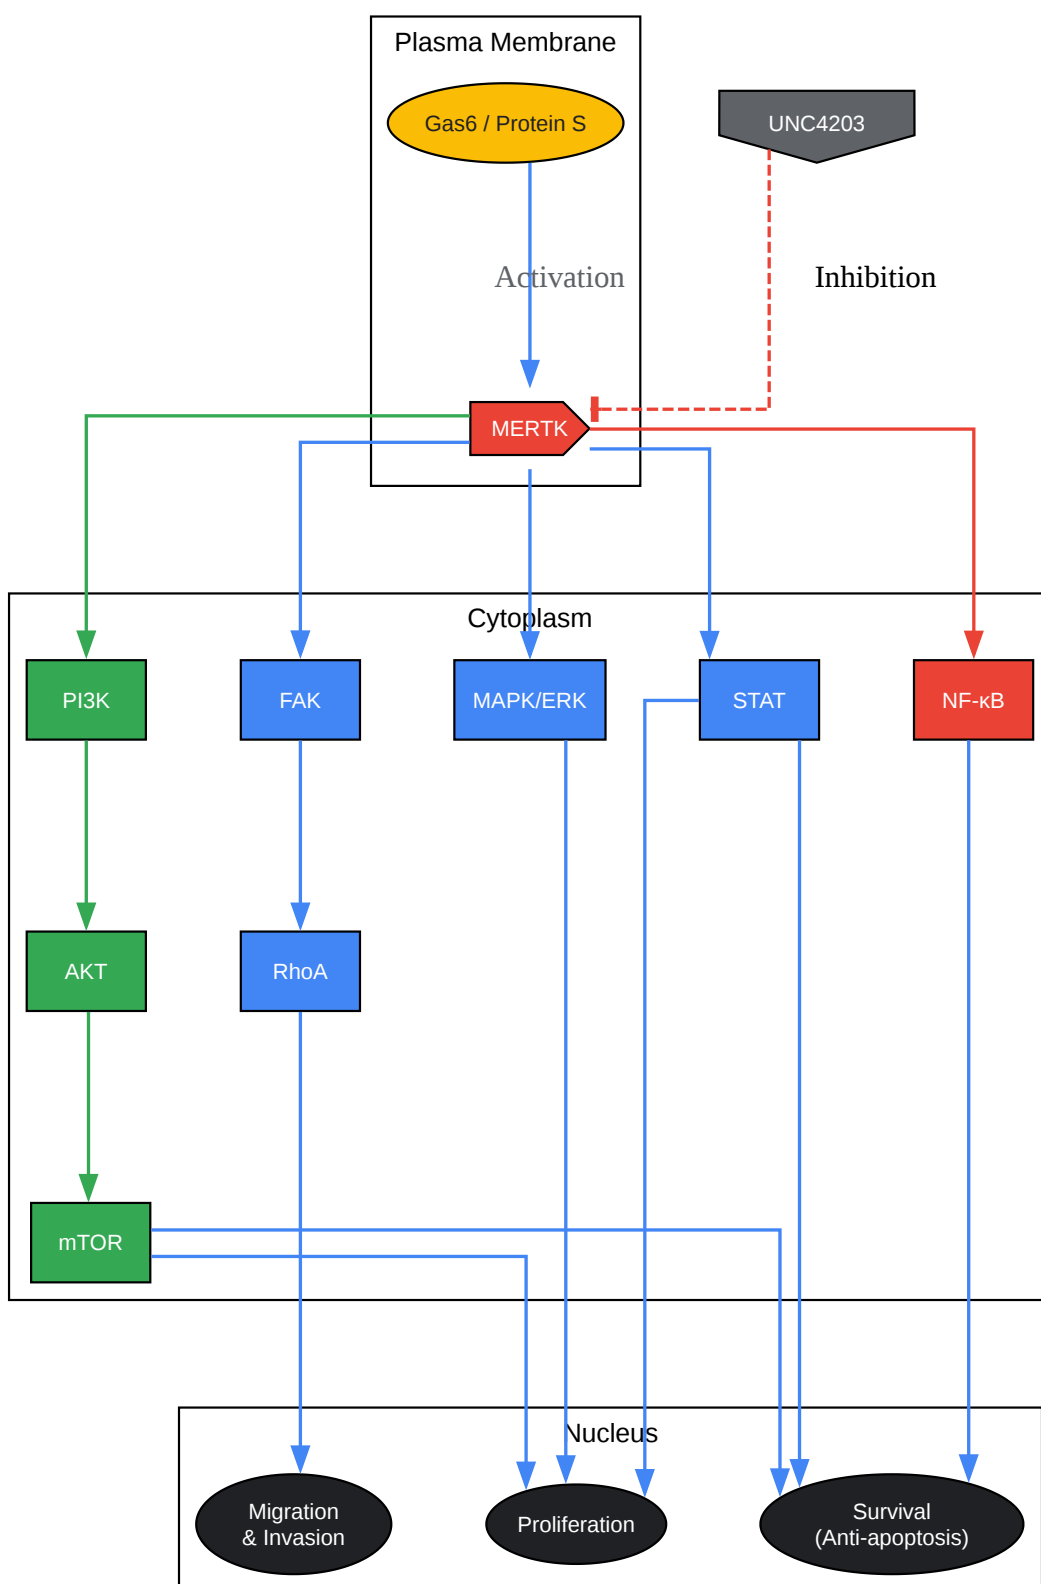 Plasma Membrane
Gas6 / Protein S
UNC4203
Activation
Inhibition
MERTK
Cytoplasm
PI3K
FAK
MAPK/ERK
STAT
NF-κB
AKT
RhoA
mTOR
Nucleus
Migration
& Invasion
Proliferation
Survival
(Anti-apoptosis)